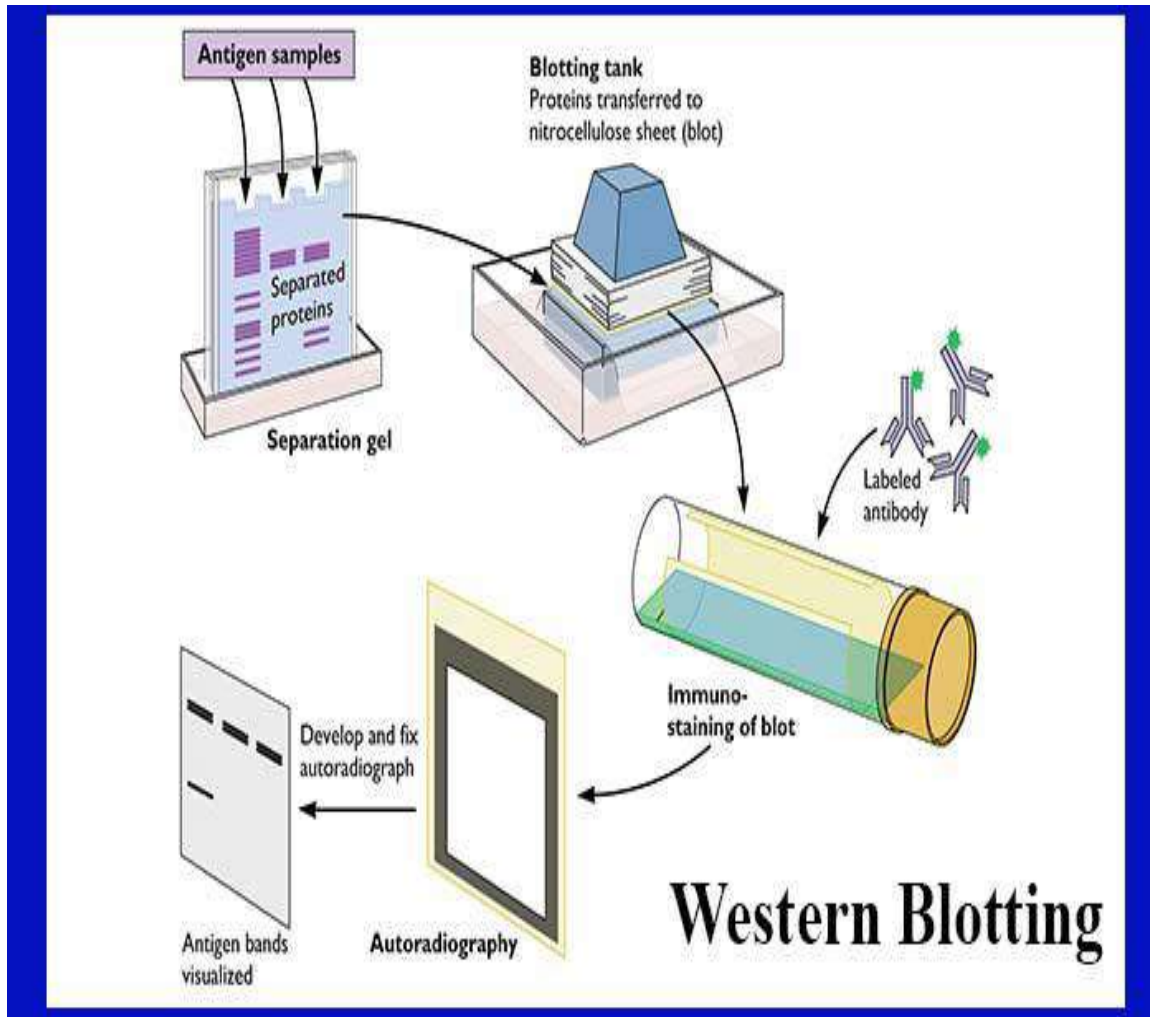 Antigen samples
Blotting tank
Proteins transferred to
nitrocellulose sheet (blot)
Separated
proteins
Separation gel
Labeled
antibody
Immuno-
staining of blot
Develop and fix
autoradiograph
Antigen bands
visualized
Autoradiography
Western Blotting